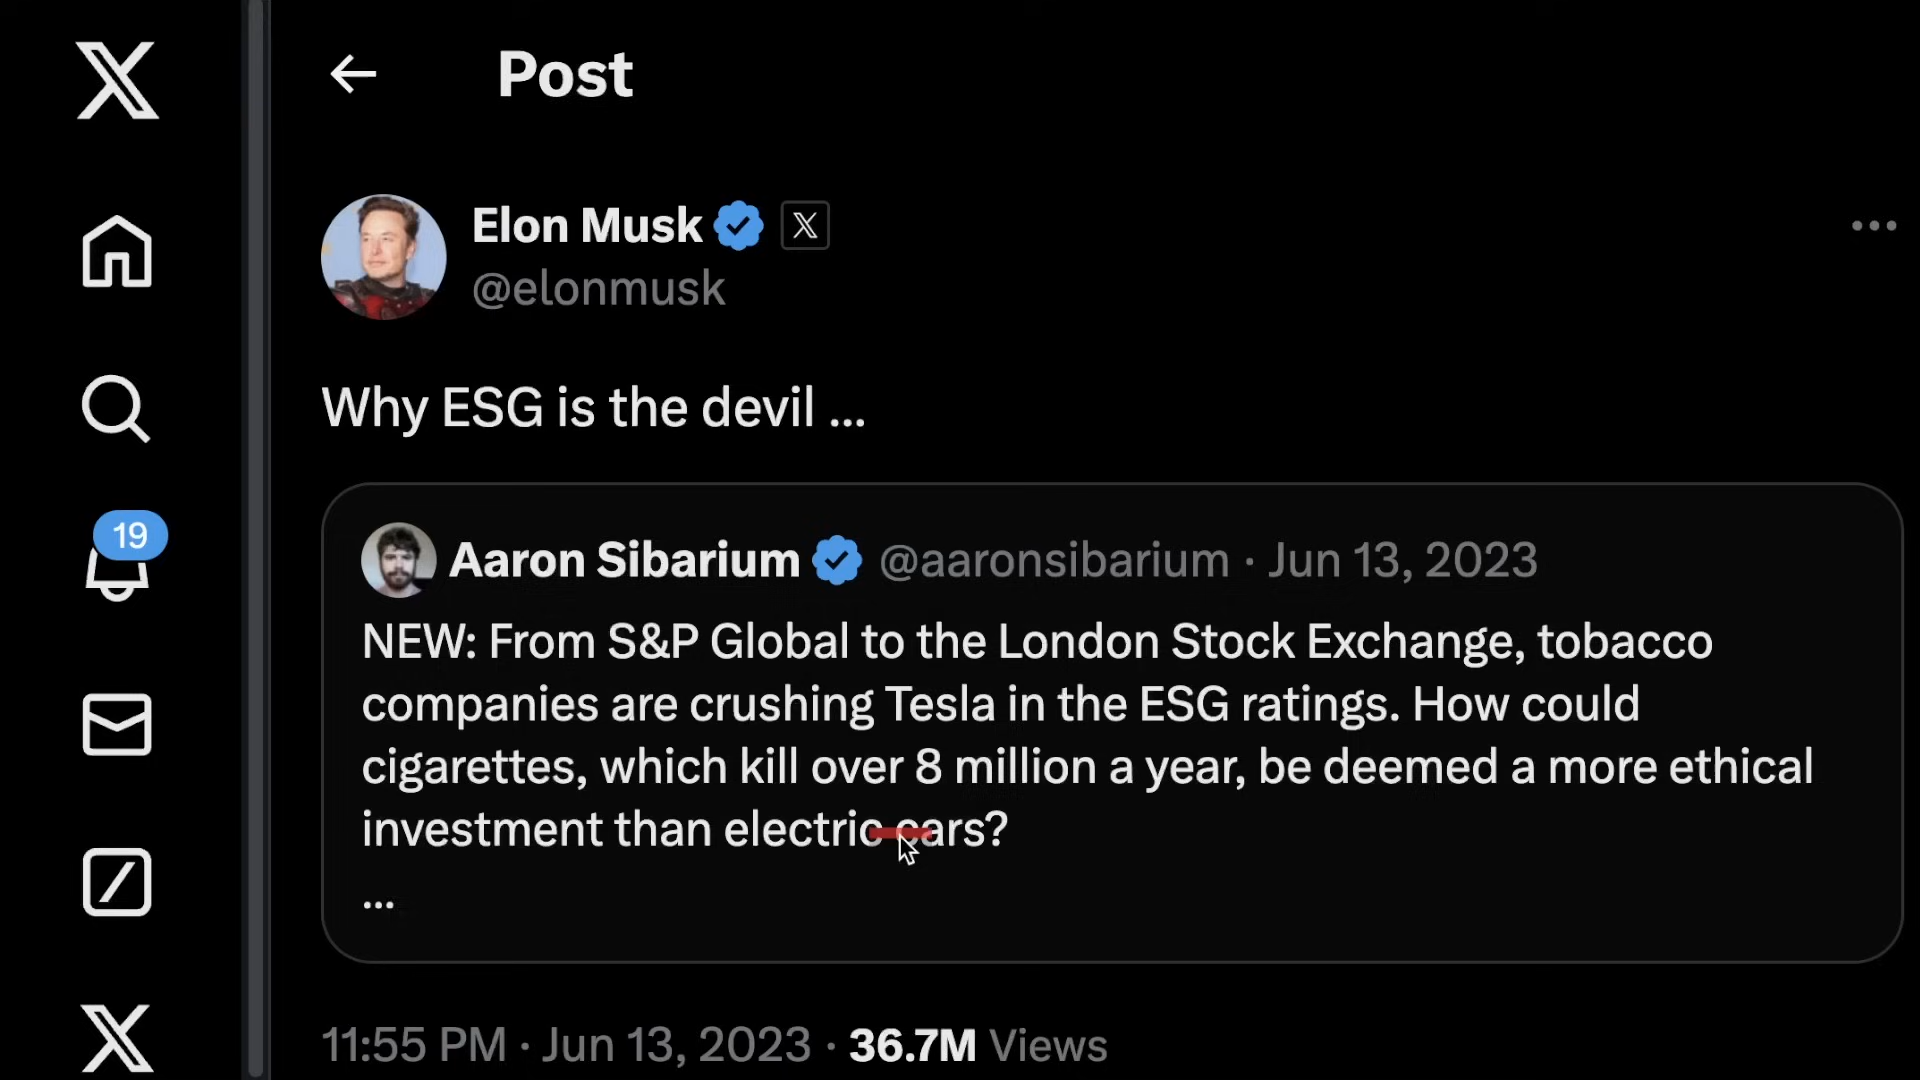 Post
Elon Musk
@elonmusk
Why ESG is the devil …
Aaron Sibarium @aaronsibarium · Jun 13, 2023
NEW: From S&P Global to the London Stock Exchange, tobacco
companies are crushing Tesla in the ESG ratings. How could
cigarettes, which kill over 8 million a year, be deemed a more ethical
investment than electric cars?
...
19
11:55 PM · Jun 13, 2023 · 36.7M Views